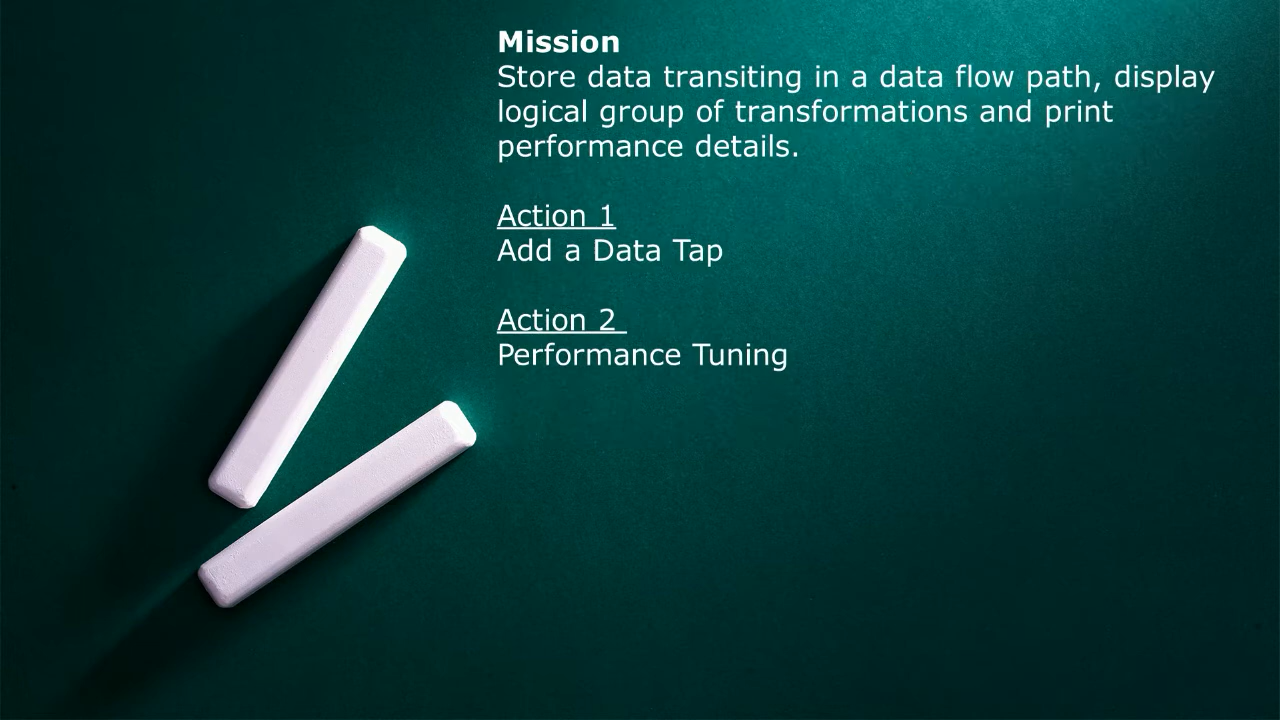 Mission
Store data transiting in a data flow path, display
logical group of transformations and print
performance details.
Action 1
Add a Data Tap
Action 2
Performance Tuning